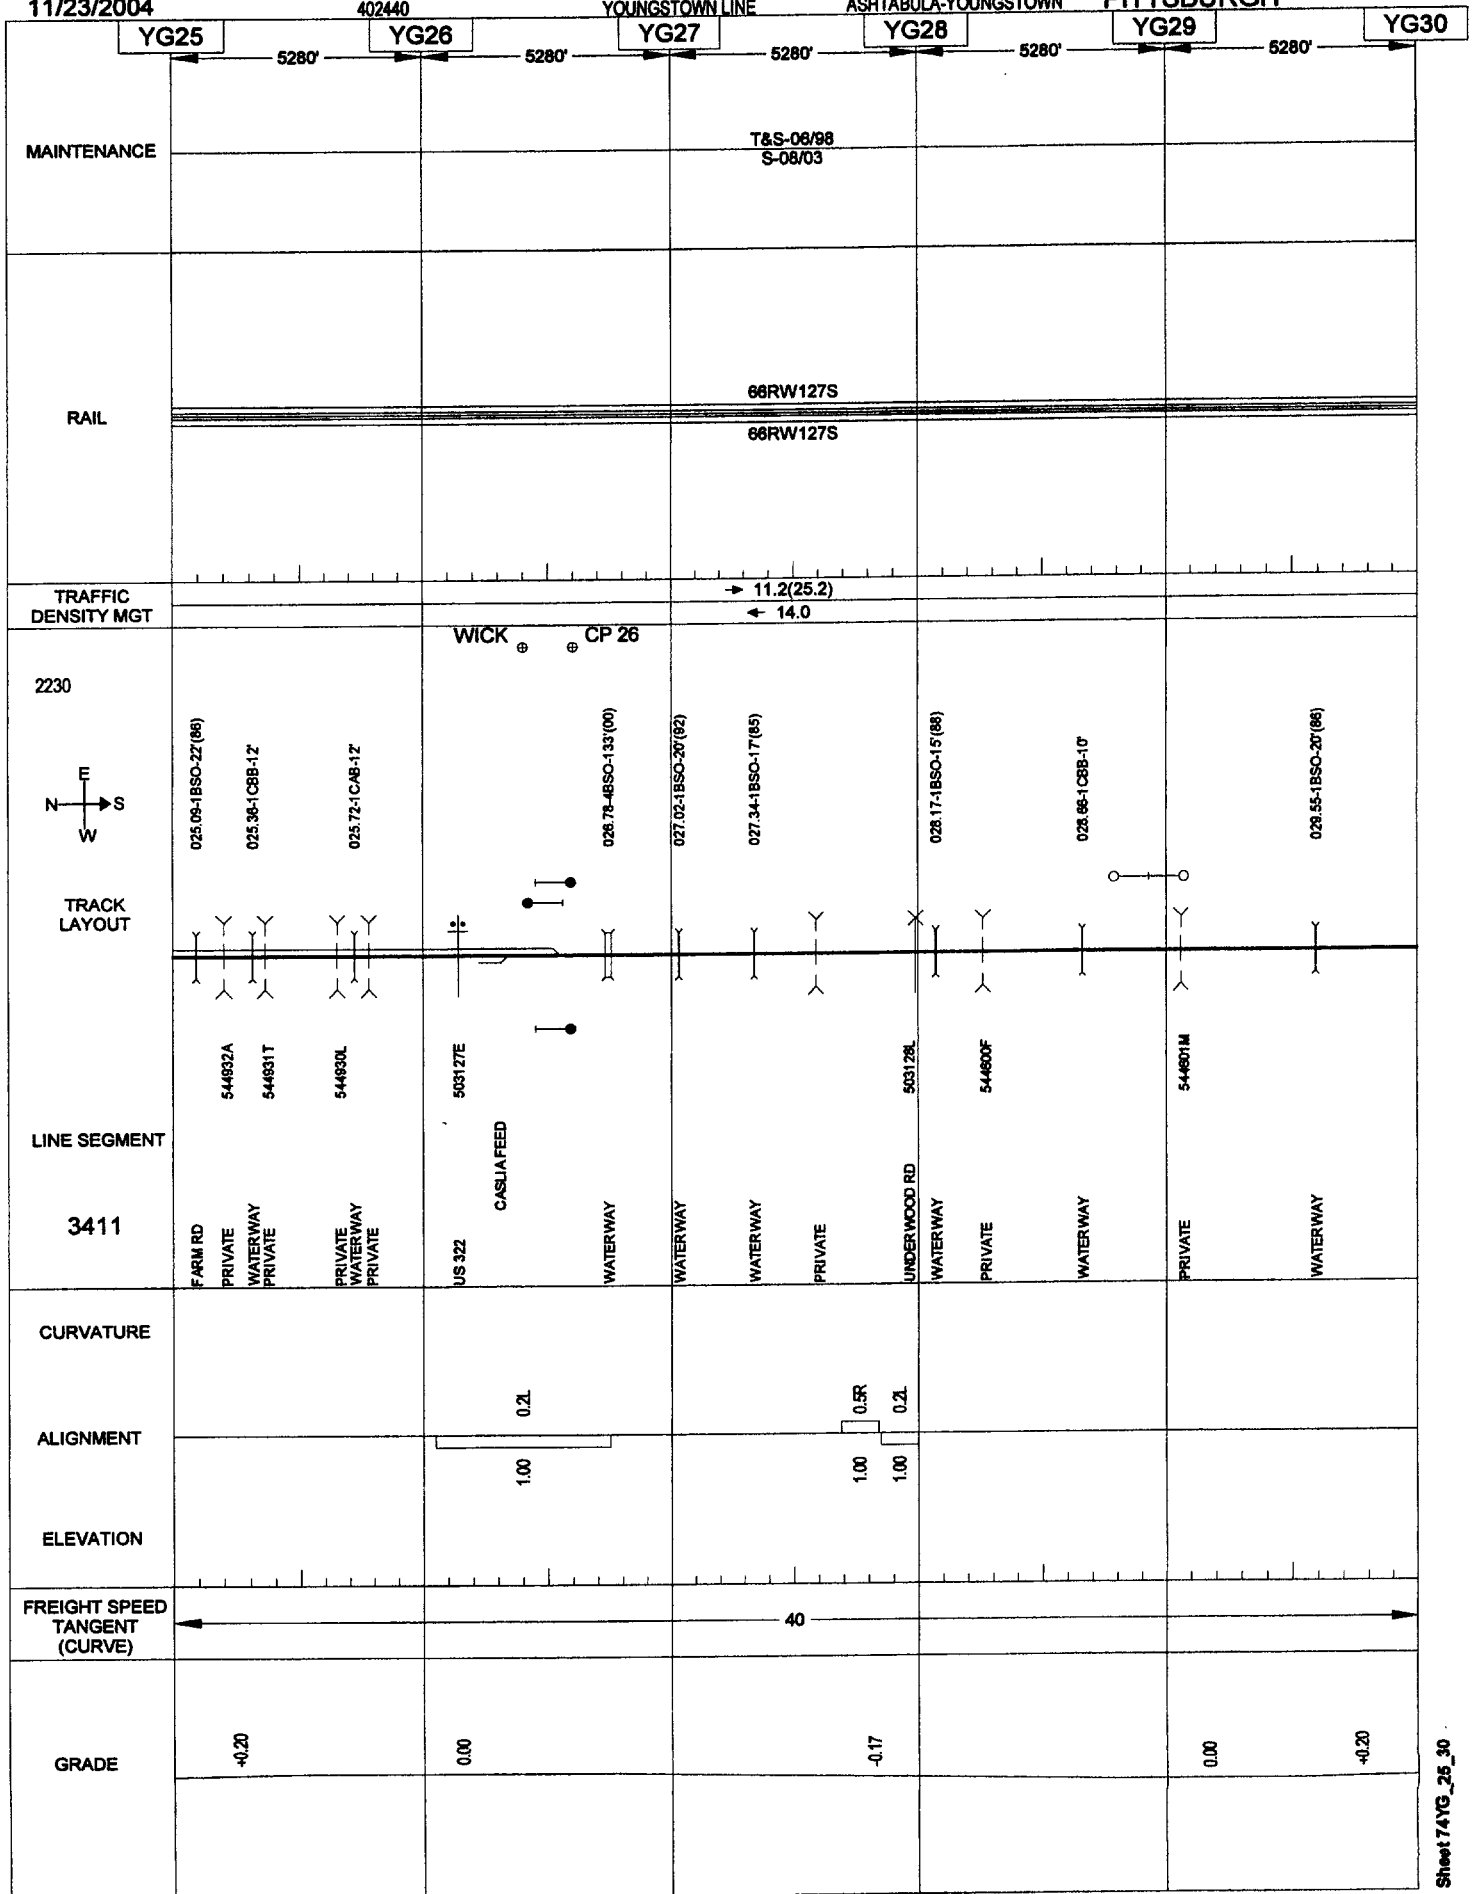 11/23/2004 402440 YOUNGSTOWN LINE ASHTABULA-YOUNGSTOWN PITTSBURGH
YG25 YG26 YG27 YG28 YG29 YG30
5280' 5280' 5280' 5280' 5280'
MAINTENANCE
T&S-06/98
S-08/03
RAIL
66RW127S
66RW127S
TRAFFIC
DENSITY MGT
11.2(25.2)
14.0
WICK CP 26
2230
E
N S
W
025.09-1BSO-22'(86)
025.36-1CBB-12'
025.72-1CAB-12'
026.78-4BSO-133'(00)
027.02-1BSO-20'(92)
027.34-1BSO-17'(85)
028.17-1BSO-15'(88)
028.66-1CBB-10'
029.55-1BSO-20'(86)
TRACK
LAYOUT
544932A
544931T
544930L
503127E
503128L
544600F
544601M
LINE SEGMENT
3411
FARM RD
PRIVATE
WATERWAY
PRIVATE
PRIVATE
WATERWAY
PRIVATE
US 322
CASLIA FEED
WATERWAY
WATERWAY
WATERWAY
PRIVATE
UNDERWOOD RD
WATERWAY
PRIVATE
WATERWAY
PRIVATE
WATERWAY
CURVATURE
0.2L 0.5R 0.2L
ALIGNMENT
1.00 1.00 1.00
ELEVATION
FREIGHT SPEED
TANGENT
(CURVE)
40
GRADE
+0.20 0.00 -0.17 0.00 +0.20
Sheet 74YG_25_30